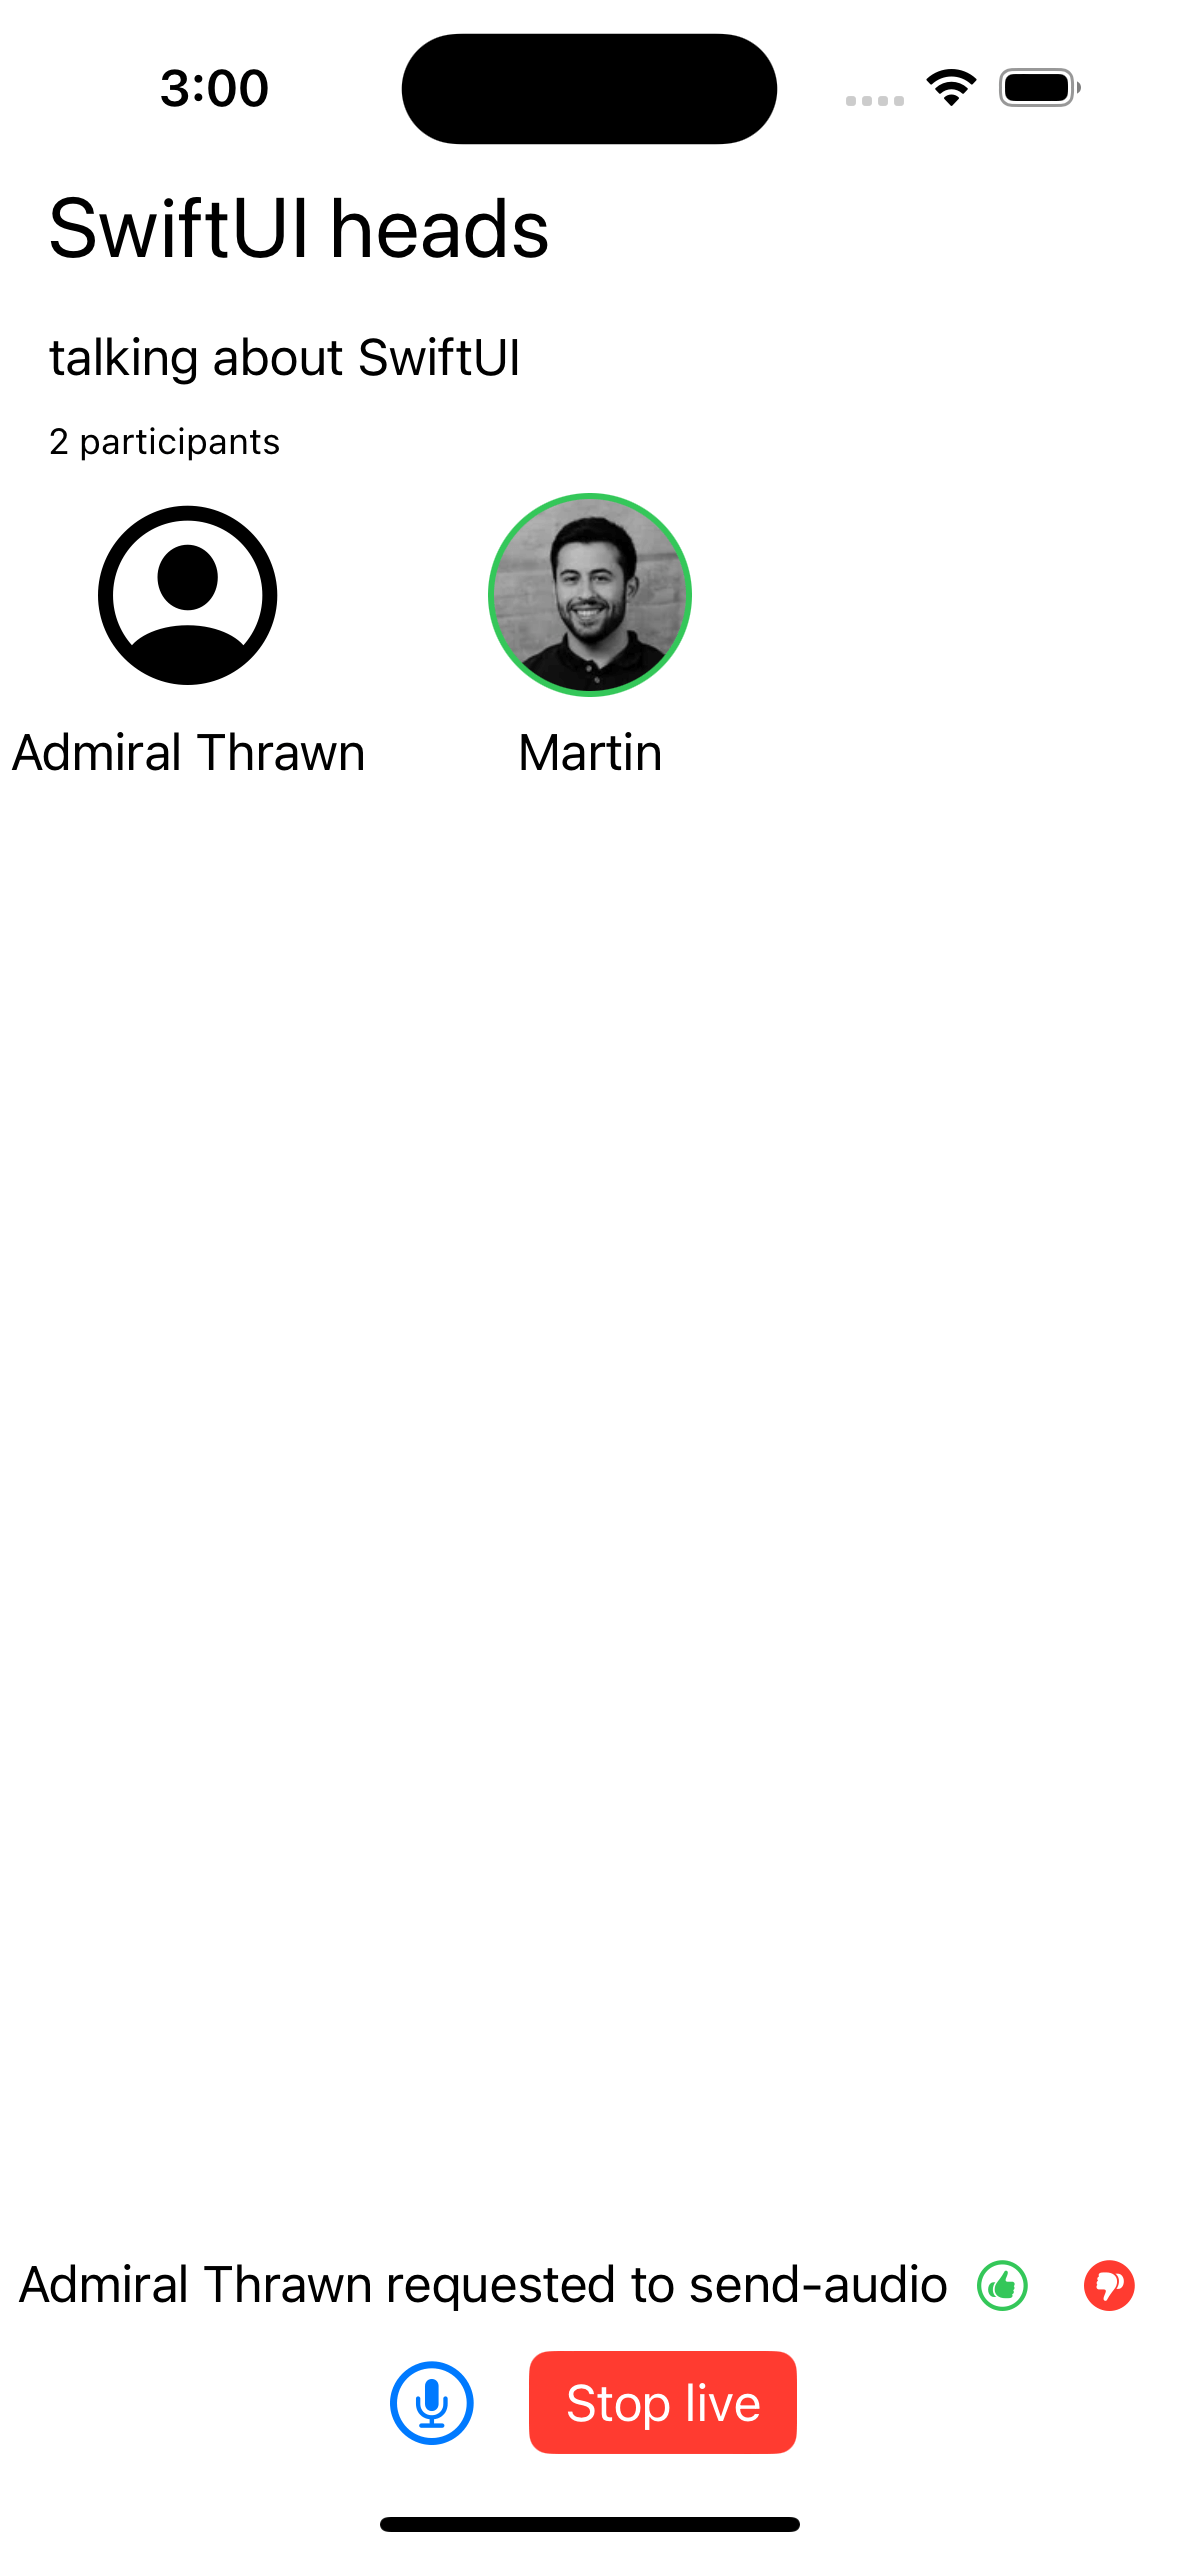 3:00
SwiftUI heads
talking about SwiftUI
2 participants
Admiral Thrawn
Martin
Admiral Thrawn requested to send-audio
Stop live